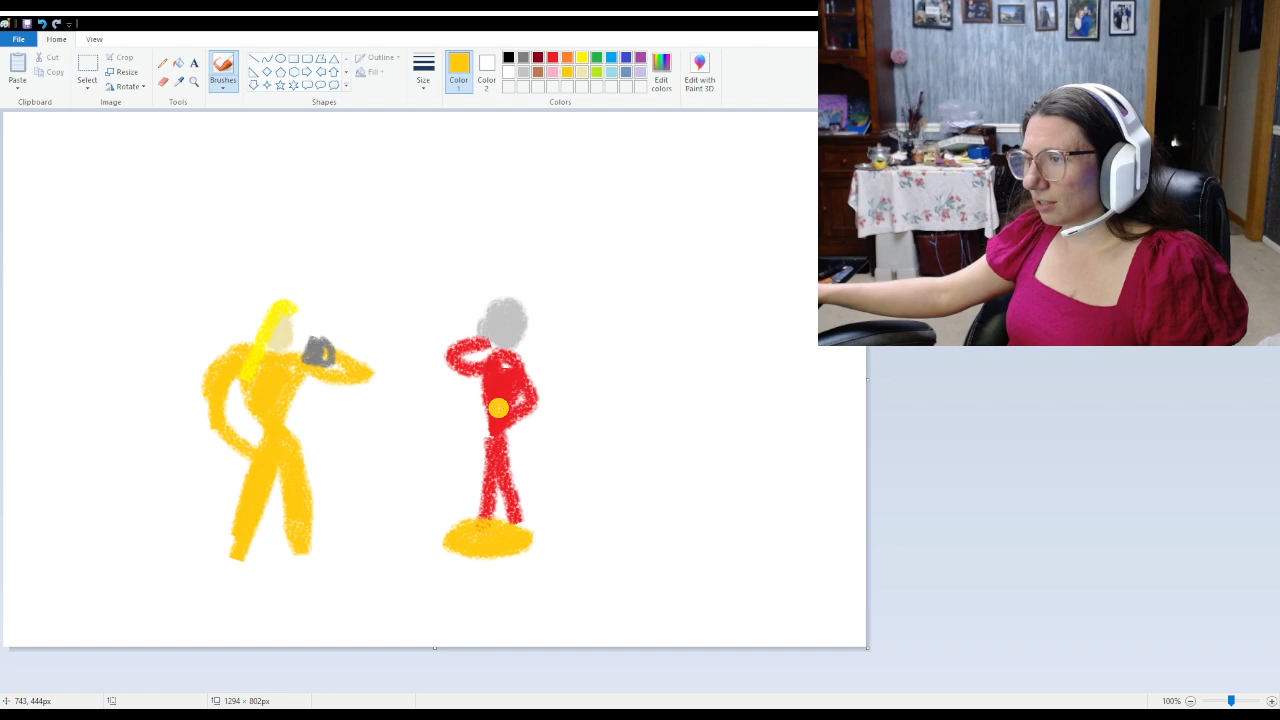 File Home View
Cut
Copy
Paste
Clipboard
Select
Crop
Resize
Rotate
Image
A
Tools
Brushes
Outline
Fill
Shapes
Size
Color
1
Color
2
Edit
colors
Colors
Edit with
Paint 3D
743, 444px
1294 × 802px
100%